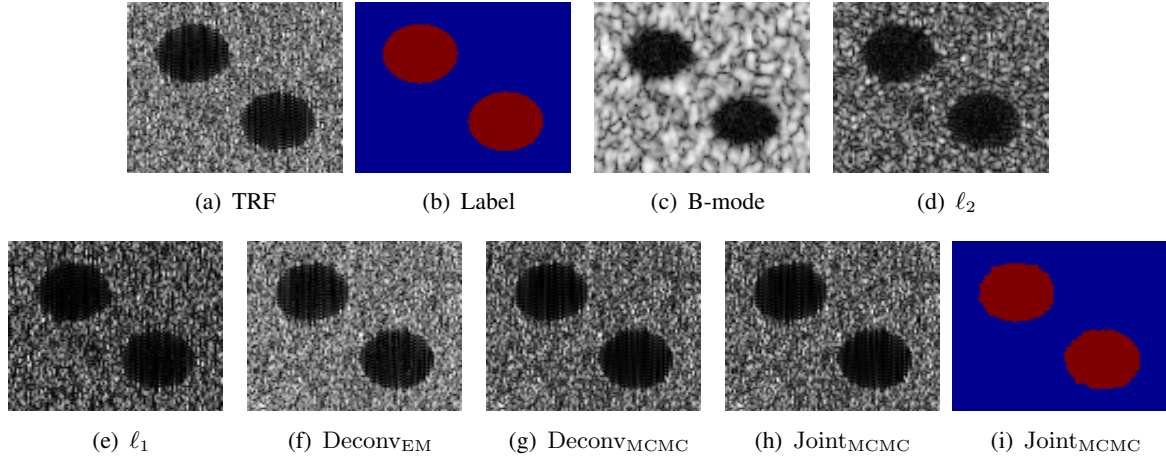 (a) TRF
(b) Label
(c) B-mode
(d) ℓ₂
(e) ℓ₁
(f) Deconv_EM
(g) Deconv_MCMC
(h) Joint_MCMC
(i) Joint_MCMC